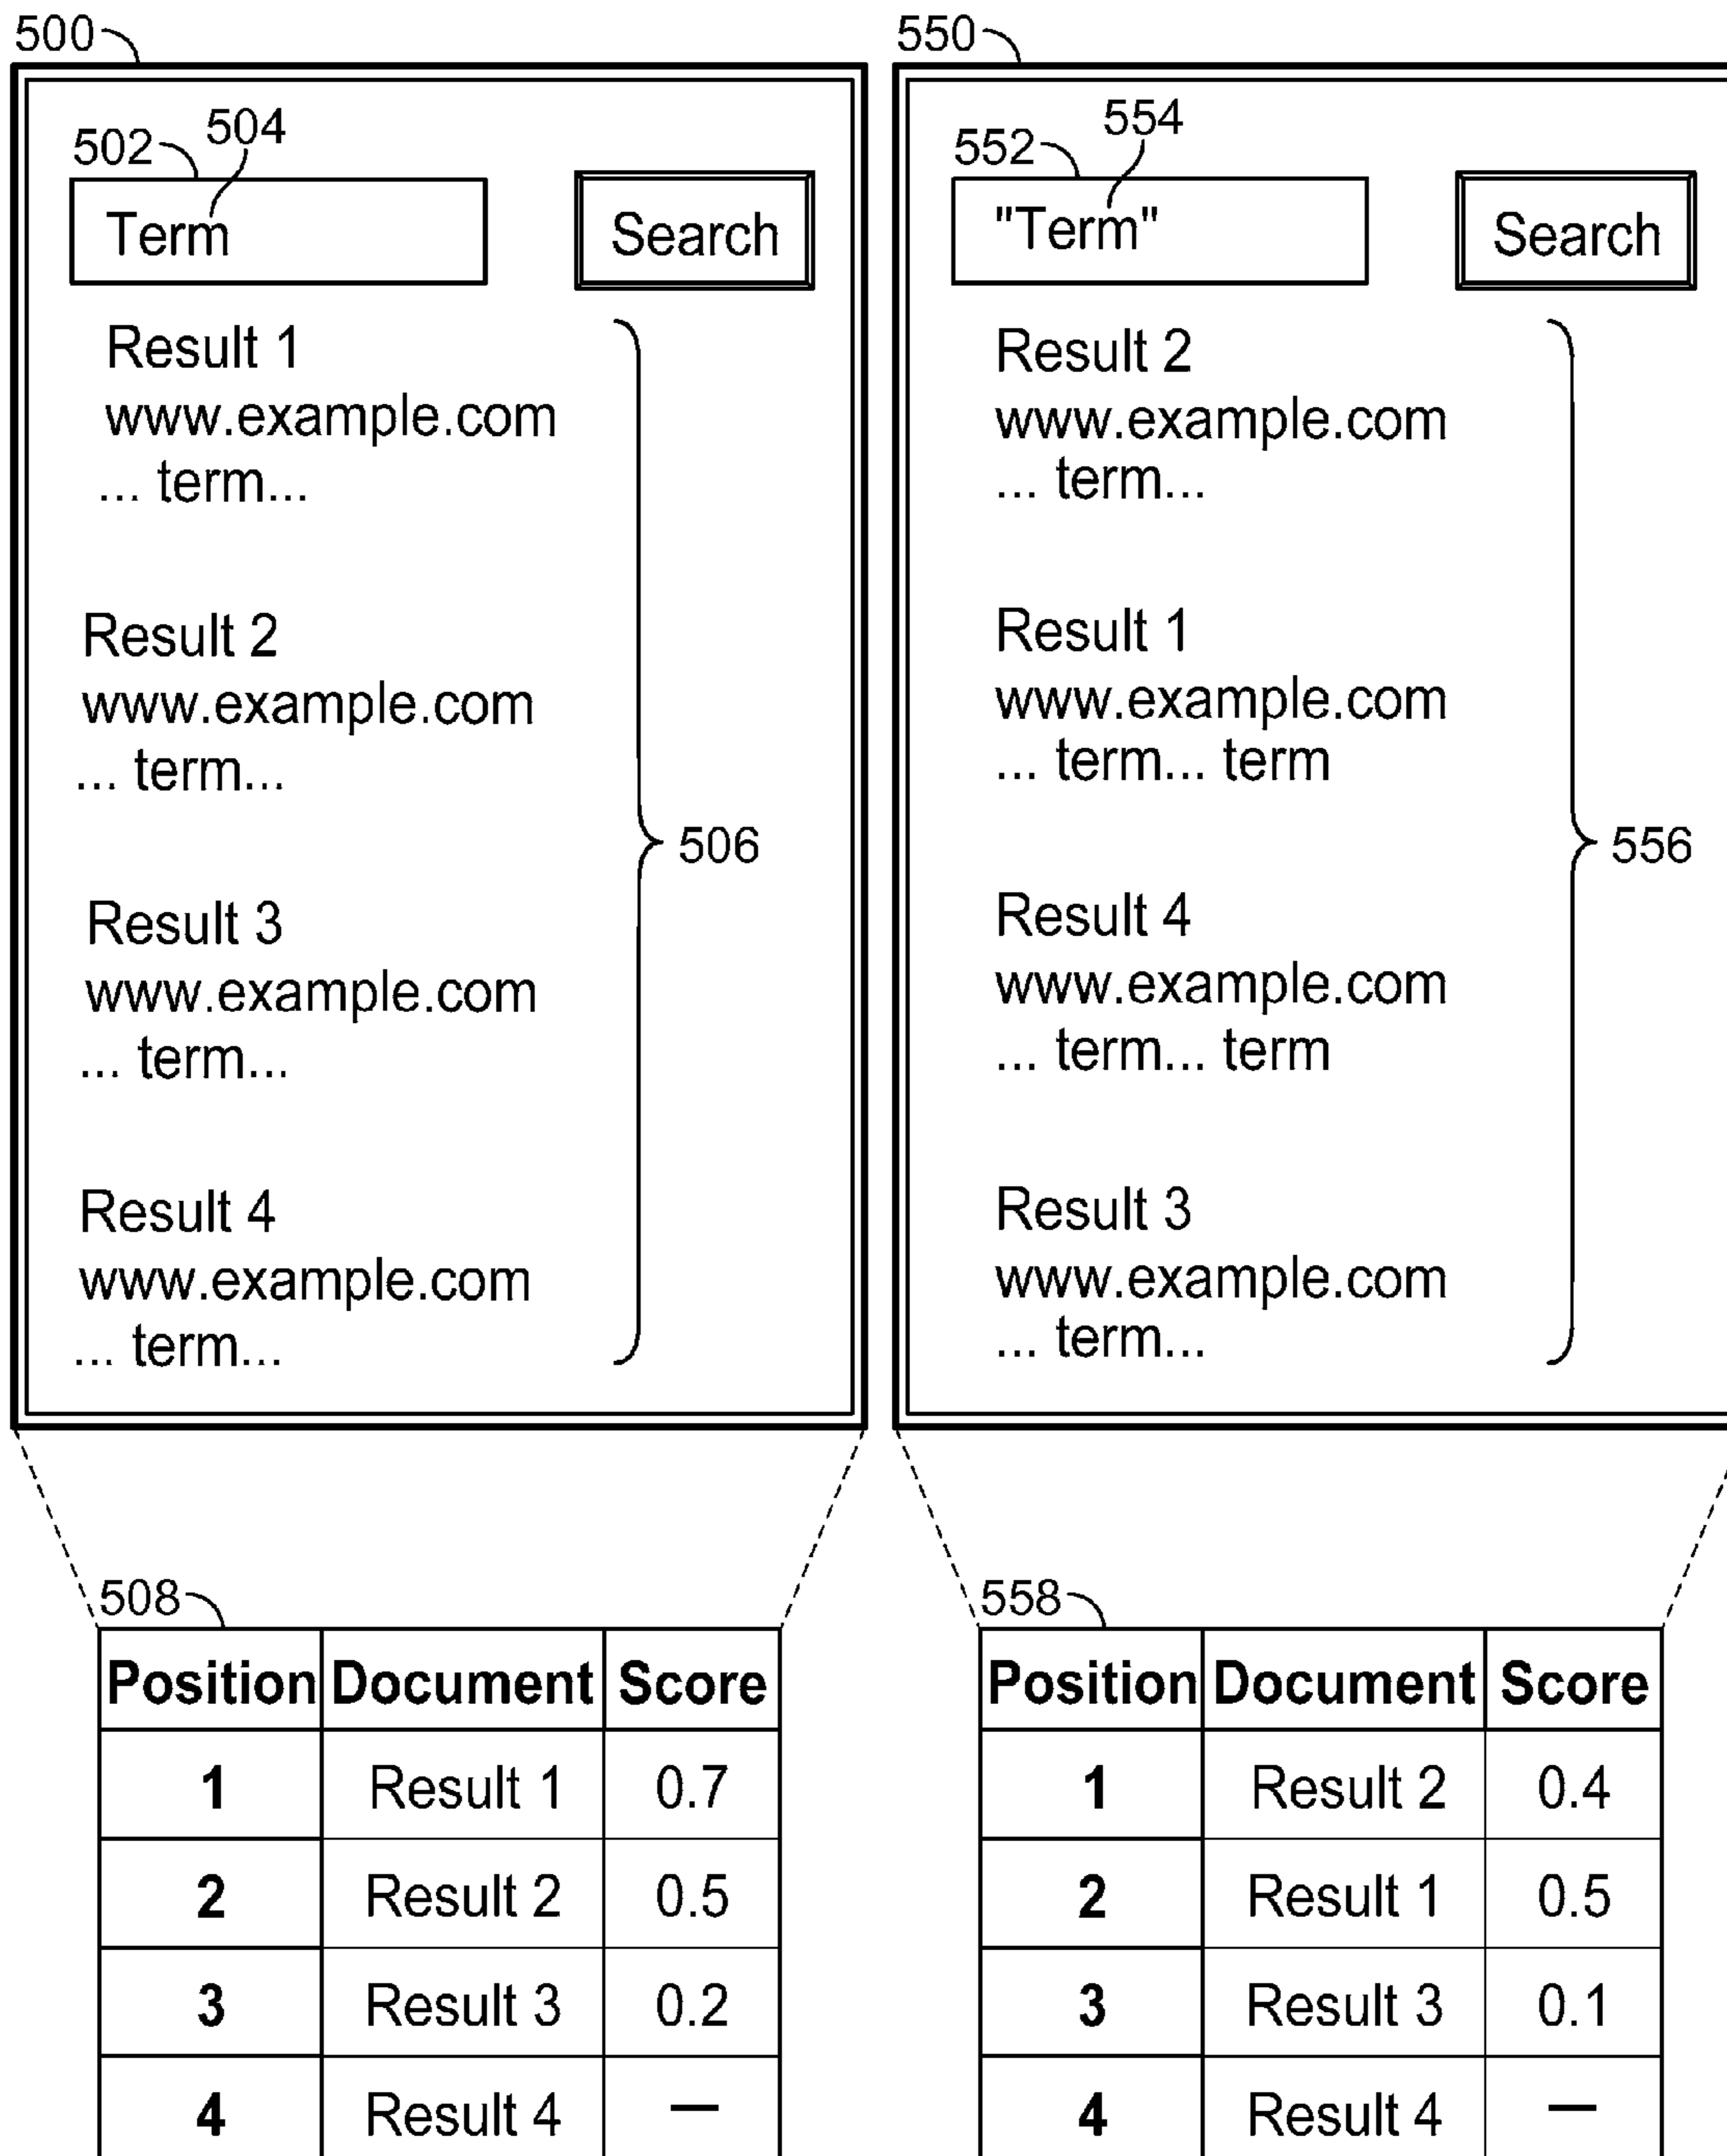 500
502 504
Term Search
Result 1
www.example.com
... term...
Result 2
www.example.com
... term...
Result 3
www.example.com
... term...
Result 4
www.example.com
... term...
506
508
Position Document Score
1 Result 1 0.7
2 Result 2 0.5
3 Result 3 0.2
4 Result 4 —
550
552 554
"Term" Search
Result 2
www.example.com
... term...
Result 1
www.example.com
... term... term
Result 4
www.example.com
... term... term
Result 3
www.example.com
... term...
556
558
Position Document Score
1 Result 2 0.4
2 Result 1 0.5
3 Result 3 0.1
4 Result 4 —